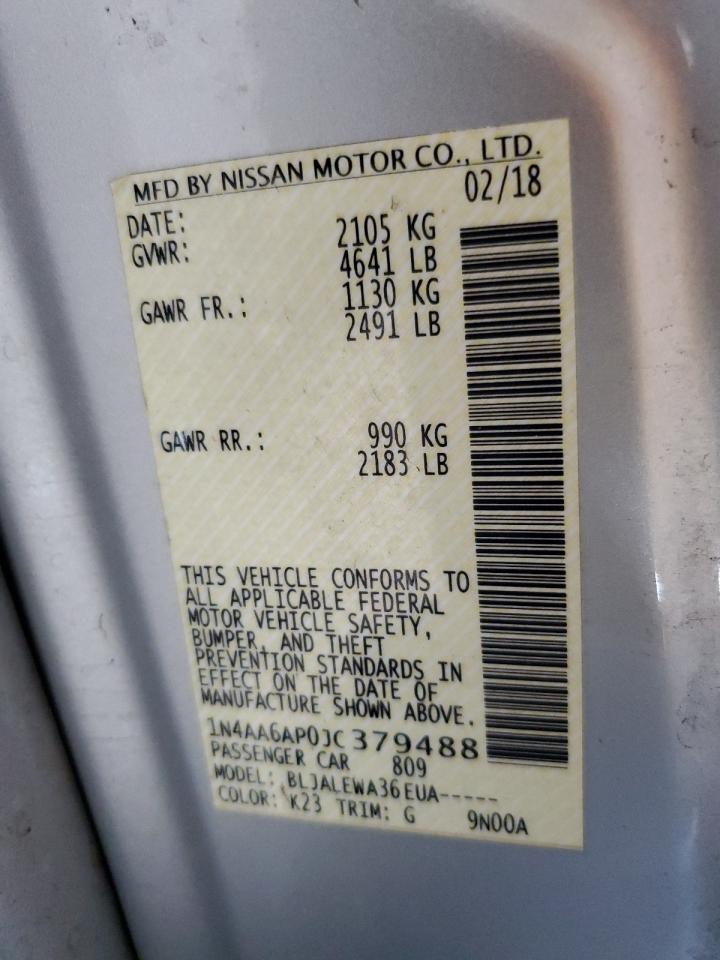 MFD BY NISSAN MOTOR CO., LTD.
DATE: 02/18
GVWR: 2105 KG
4641 LB
GAWR FR.: 1130 KG
2491 LB
GAWR RR.: 990 KG
2183 LB
THIS VEHICLE CONFORMS TO
ALL APPLICABLE FEDERAL
MOTOR VEHICLE SAFETY,
BUMPER, AND THEFT
PREVENTION STANDARDS IN
EFFECT ON THE DATE OF
MANUFACTURE SHOWN ABOVE.
1N4AA6AP0JC379488
PASSENGER CAR 809
MODEL: BLJALEWA36EUA-----
COLOR: K23 TRIM: G 9N00A